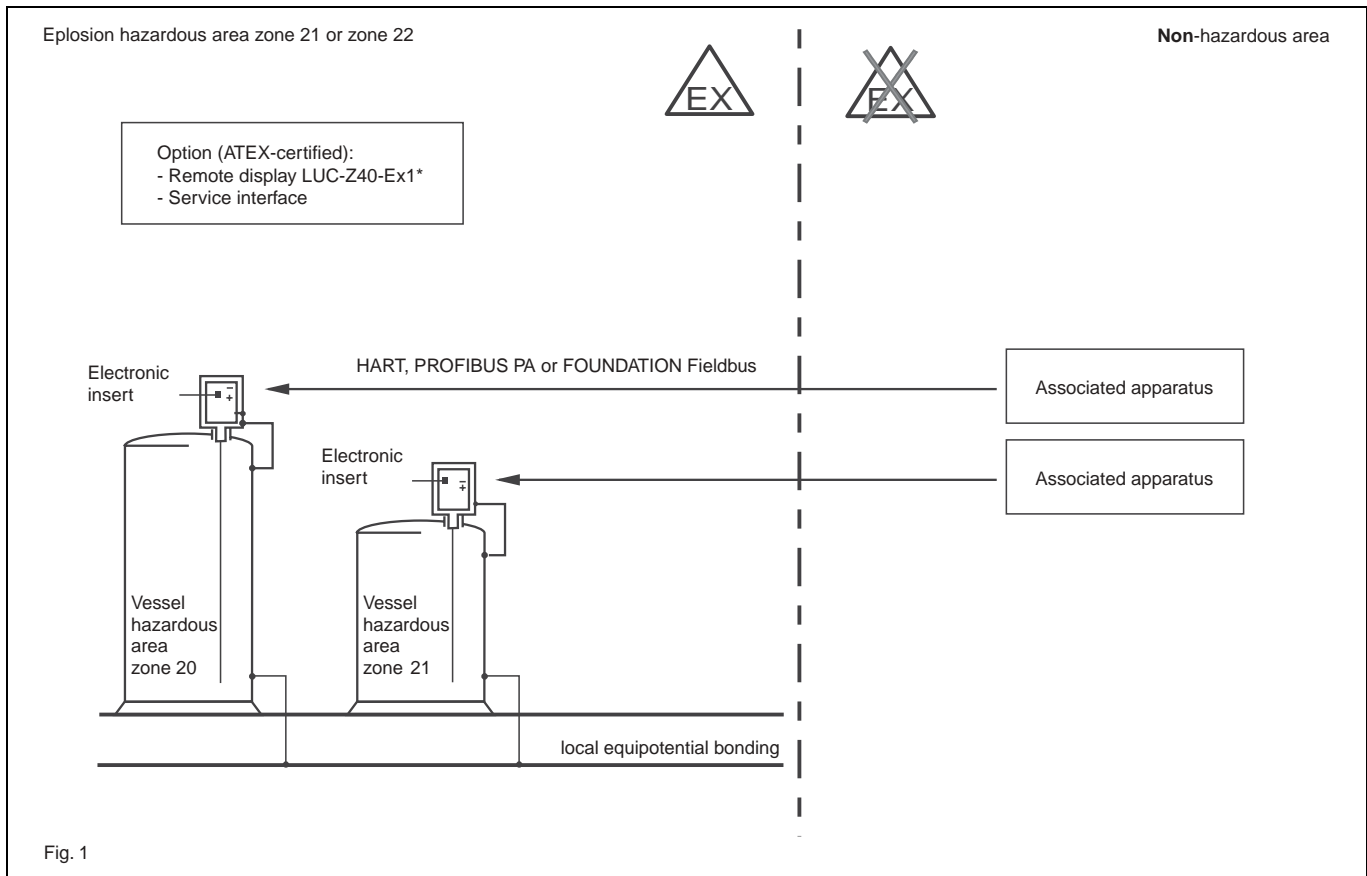 Eplosion hazardous area zone 21 or zone 22
Non-hazardous area
EX
EX
Option (ATEX-certified):
- Remote display LUC-Z40-Ex1*
- Service interface
HART, PROFIBUS PA or FOUNDATION Fieldbus
Associated apparatus
Electronic
insert
- +
Electronic
insert
- +
Associated apparatus
Vessel
hazardous
area
zone 20
Vessel
hazardous
area
zone 21
local equipotential bonding
Fig. 1